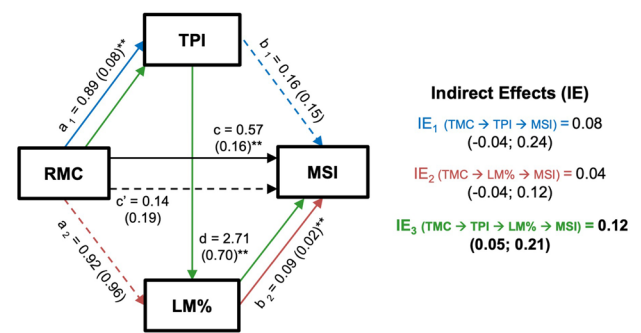 TPI
a₁ = 0.89 (0.08)**
b₁ = 0.16 (0.15)
c = 0.57
(0.16)**
RMC
MSI
c' = 0.14
(0.19)
d = 2.71
(0.70)**
a₂ = 0.92 (0.96)
b₂ = 0.09 (0.02)**
LM%
Indirect Effects (IE)
IE₁ (TMC → TPI → MSI) = 0.08
(-0.04; 0.24)
IE₂ (TMC → LM% → MSI) = 0.04
(-0.04; 0.12)
IE₃ (TMC → TPI → LM% → MSI) = 0.12
(0.05; 0.21)